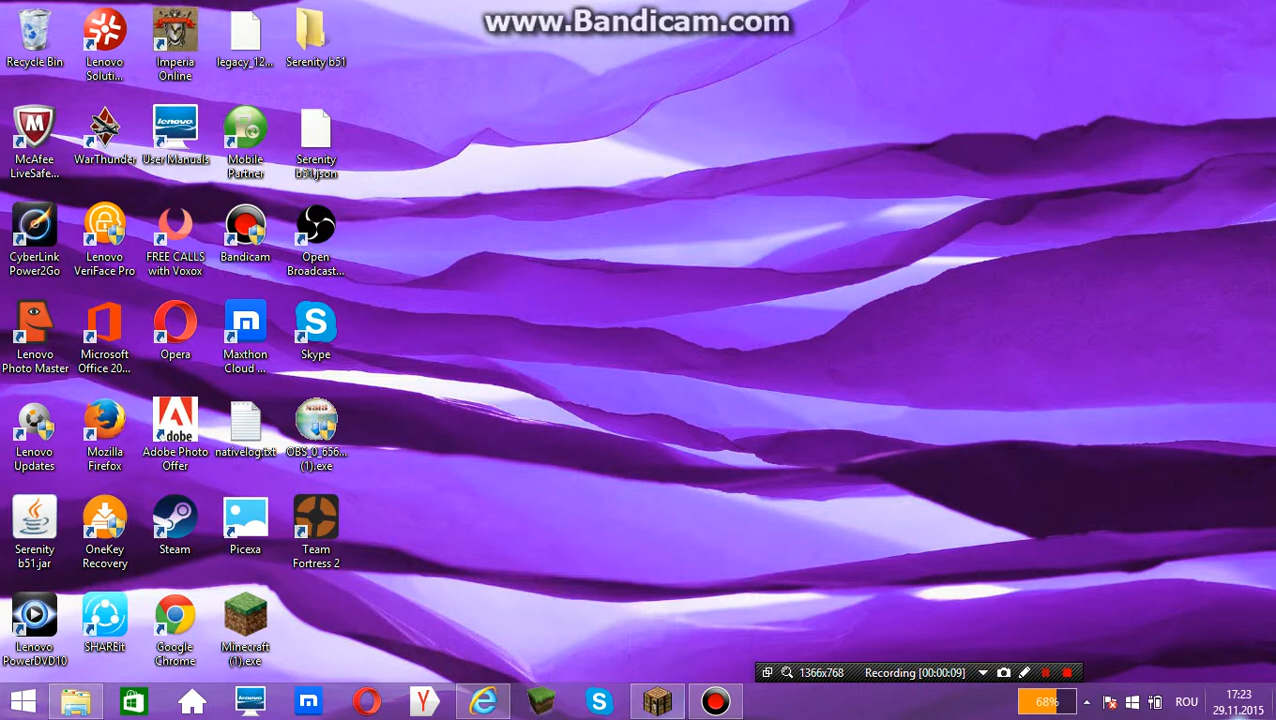 www.Bandicam.com
Recycle Bin
Lenovo
Soluti...
Imperia
Online
legacy_12...
Serenity b51
McAfee
LiveSafe...
WarThunder
lenovo
User Manuals
Mobile
Partner
Serenity
b51.json
CyberLink
Power2Go
Lenovo
VeriFace Pro
FREE CALLS
with Voxox
Bandicam
Open
Broadcast...
Lenovo
Photo Master
Microsoft
Office 20...
Opera
Maxthon
Cloud ...
Skype
Lenovo
Updates
Mozilla
Firefox
Adobe
Adobe Photo
Offer
nativelog.txt
OBS_0_656...
(1).exe
Serenity
b51.jar
OneKey
Recovery
Steam
Picexa
Team
Fortress 2
Lenovo
PowerDVD10
SHAREit
Google
Chrome
Minecraft
(1).exe
1366x768
Recording [00:00:09]
68%
ROU
17:23
29.11.2015